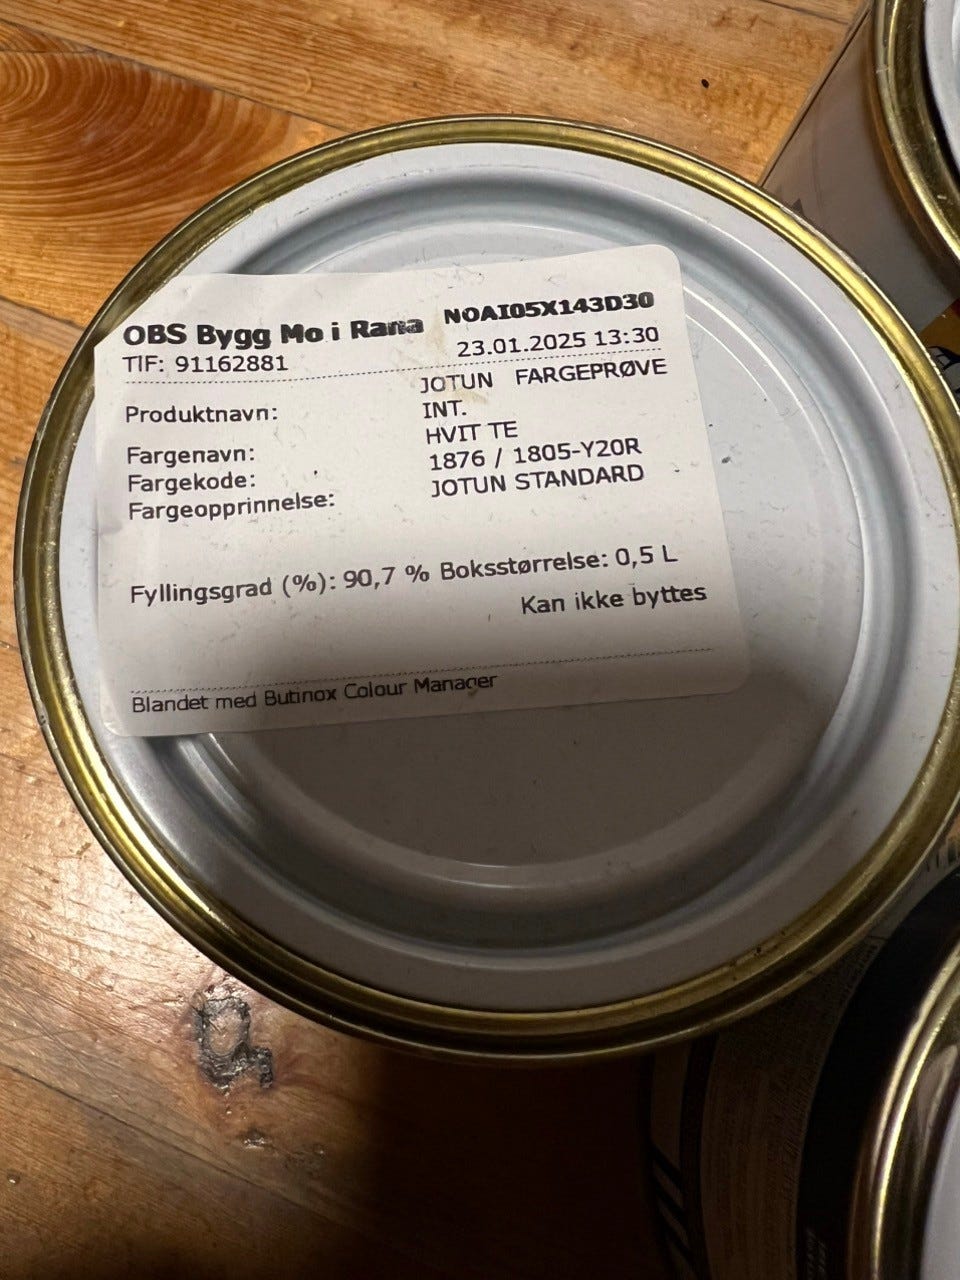 OBS Bygg Mo i Rana NOAI05X143D30
TlF: 91162881 23.01.2025 13:30
Produktnavn: JOTUN FARGEPRØVE
INT.
Fargenavn: HVIT TE
Fargekode: 1876 / 1805-Y20R
Fargeopprinnelse: JOTUN STANDARD
Fyllingsgrad (%): 90,7 % Boksstørrelse: 0,5 L
Kan ikke byttes
Blandet med Butinox Colour Manager